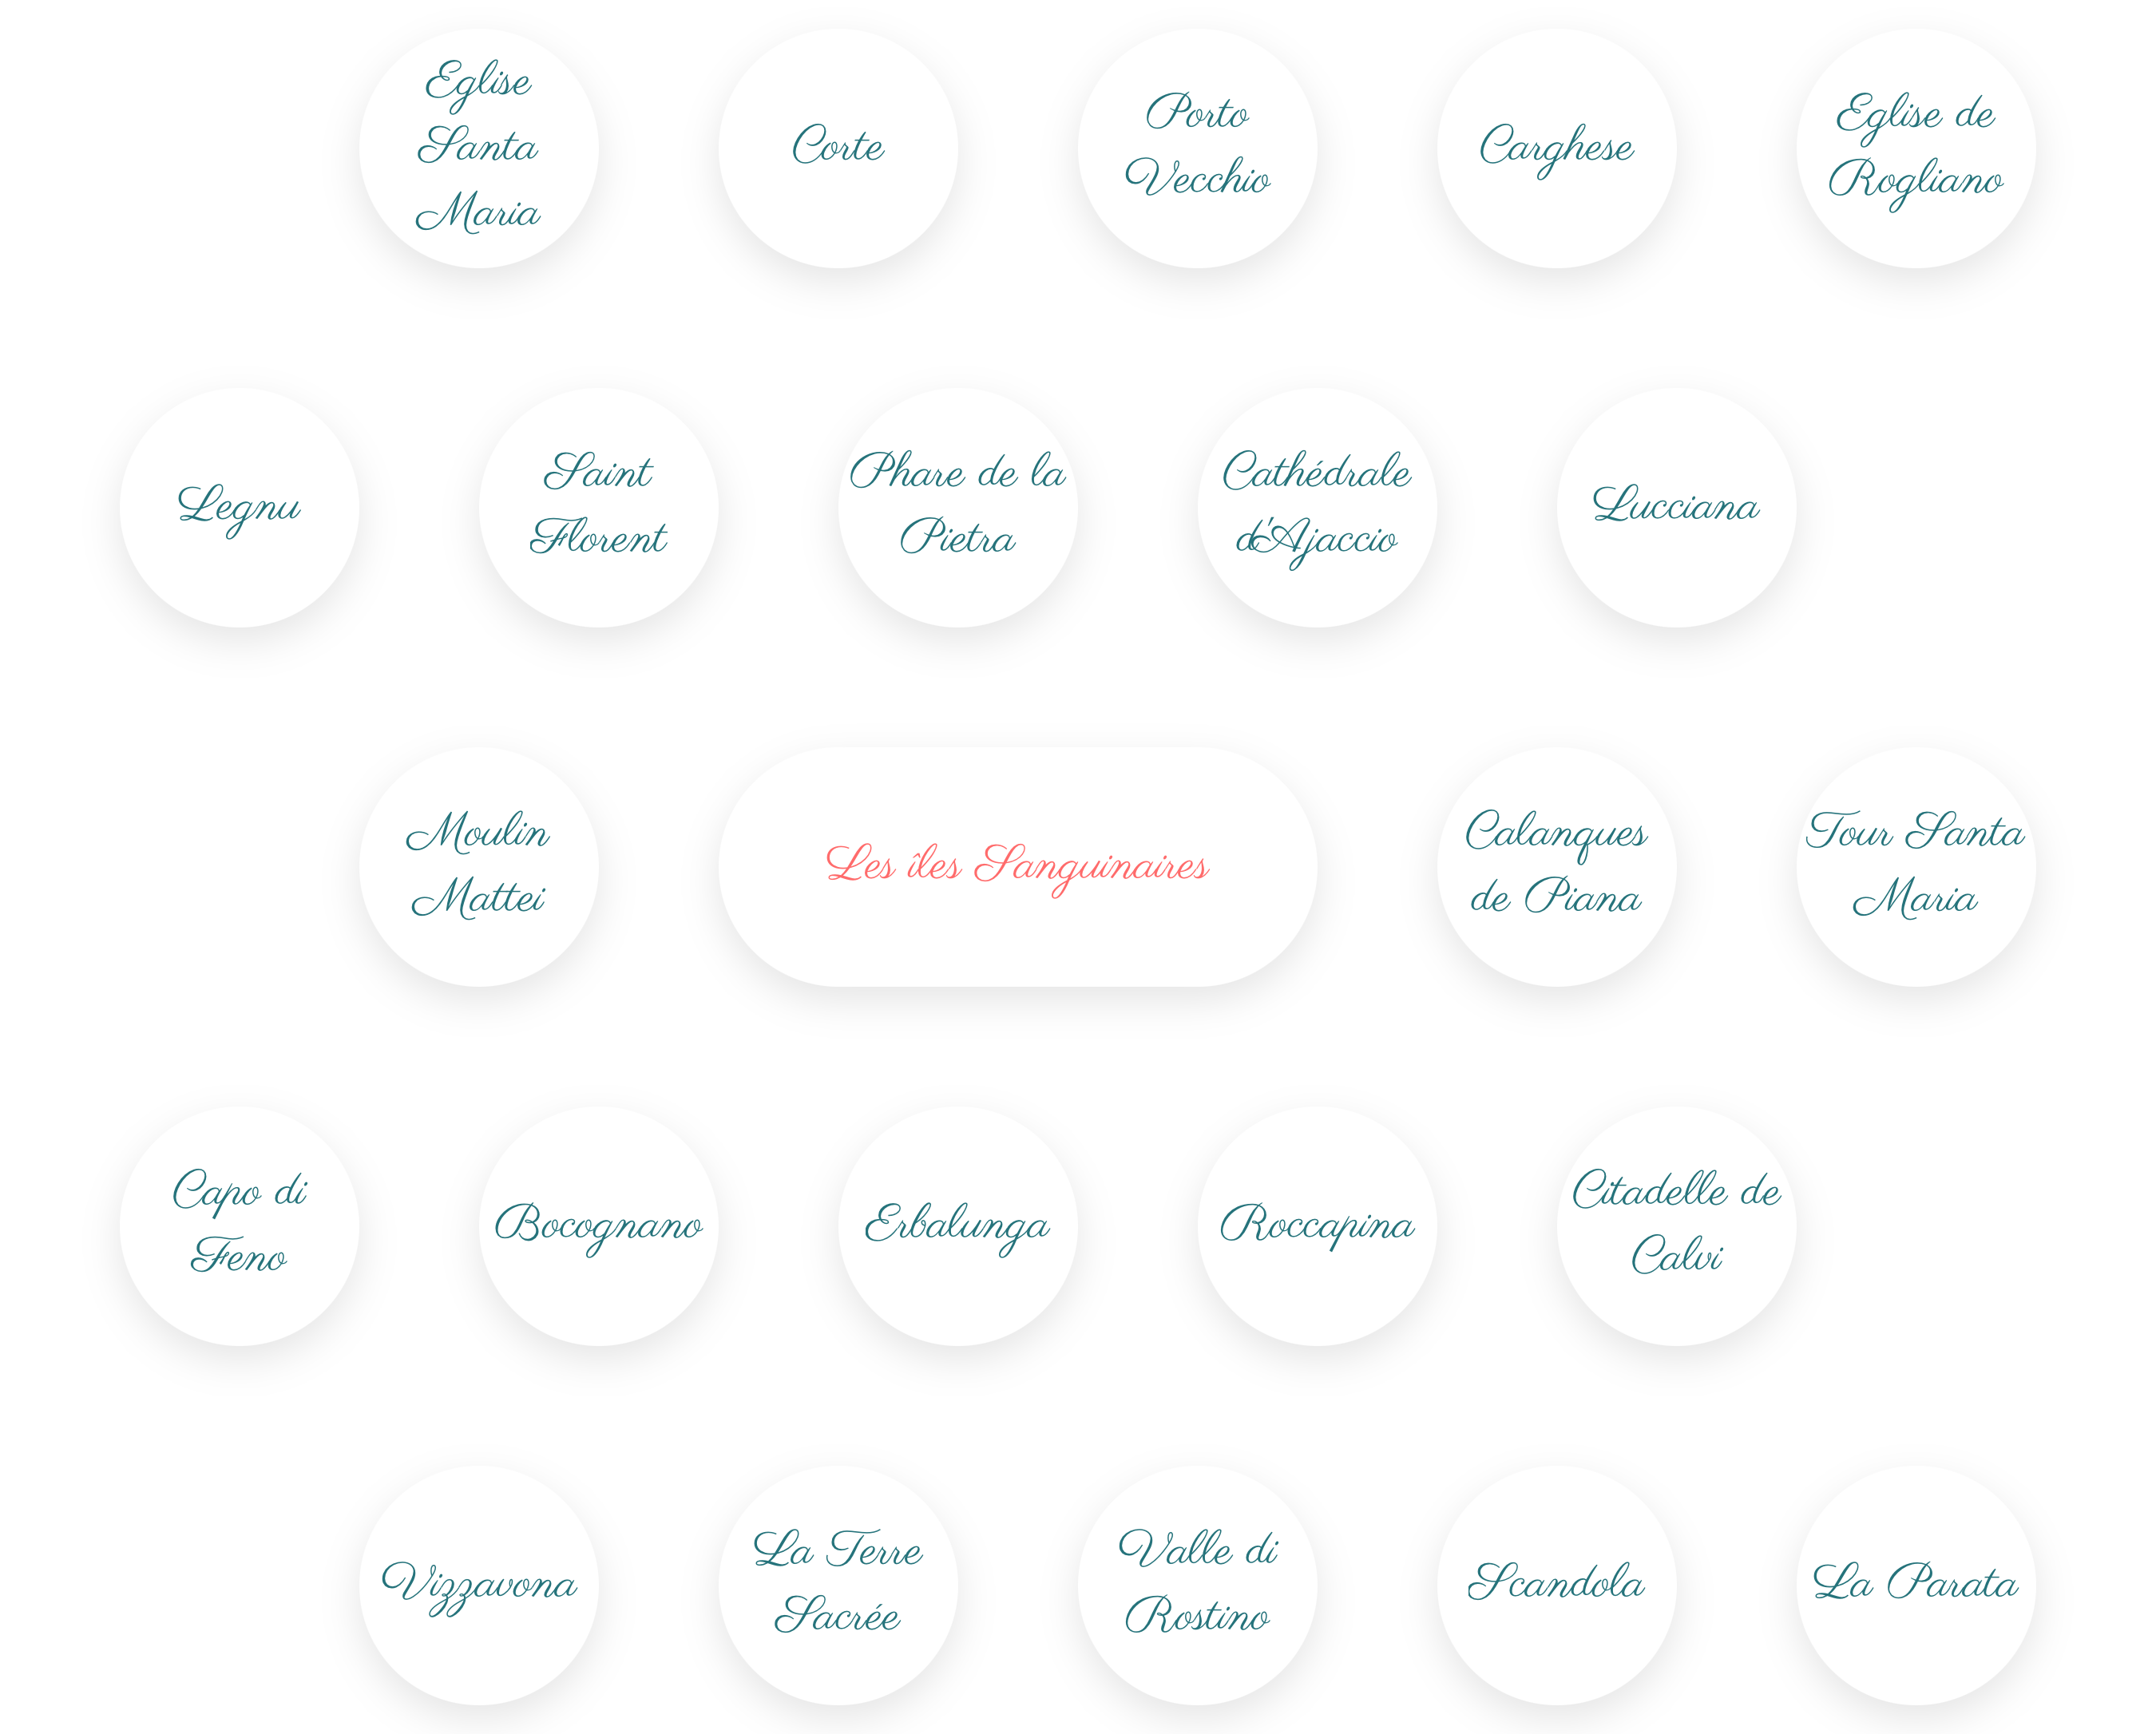 Eglise
Santa
Maria
Corte
Porto
Vecchio
Carghese
Eglise de
Rogliano
Legnu
Saint
Florent
Phare de la
Pietra
Cathédrale
d'Ajaccio
Lucciana
Moulin
Mattei
Les îles Sanguinaires
Calanques
de Piana
Tour Santa
Maria
Capo di
Feno
Bocognano
Erbalunga
Roccapina
Citadelle de
Calvi
Vizzavona
La Terre
Sacrée
Valle di
Rostino
Scandola
La Parata